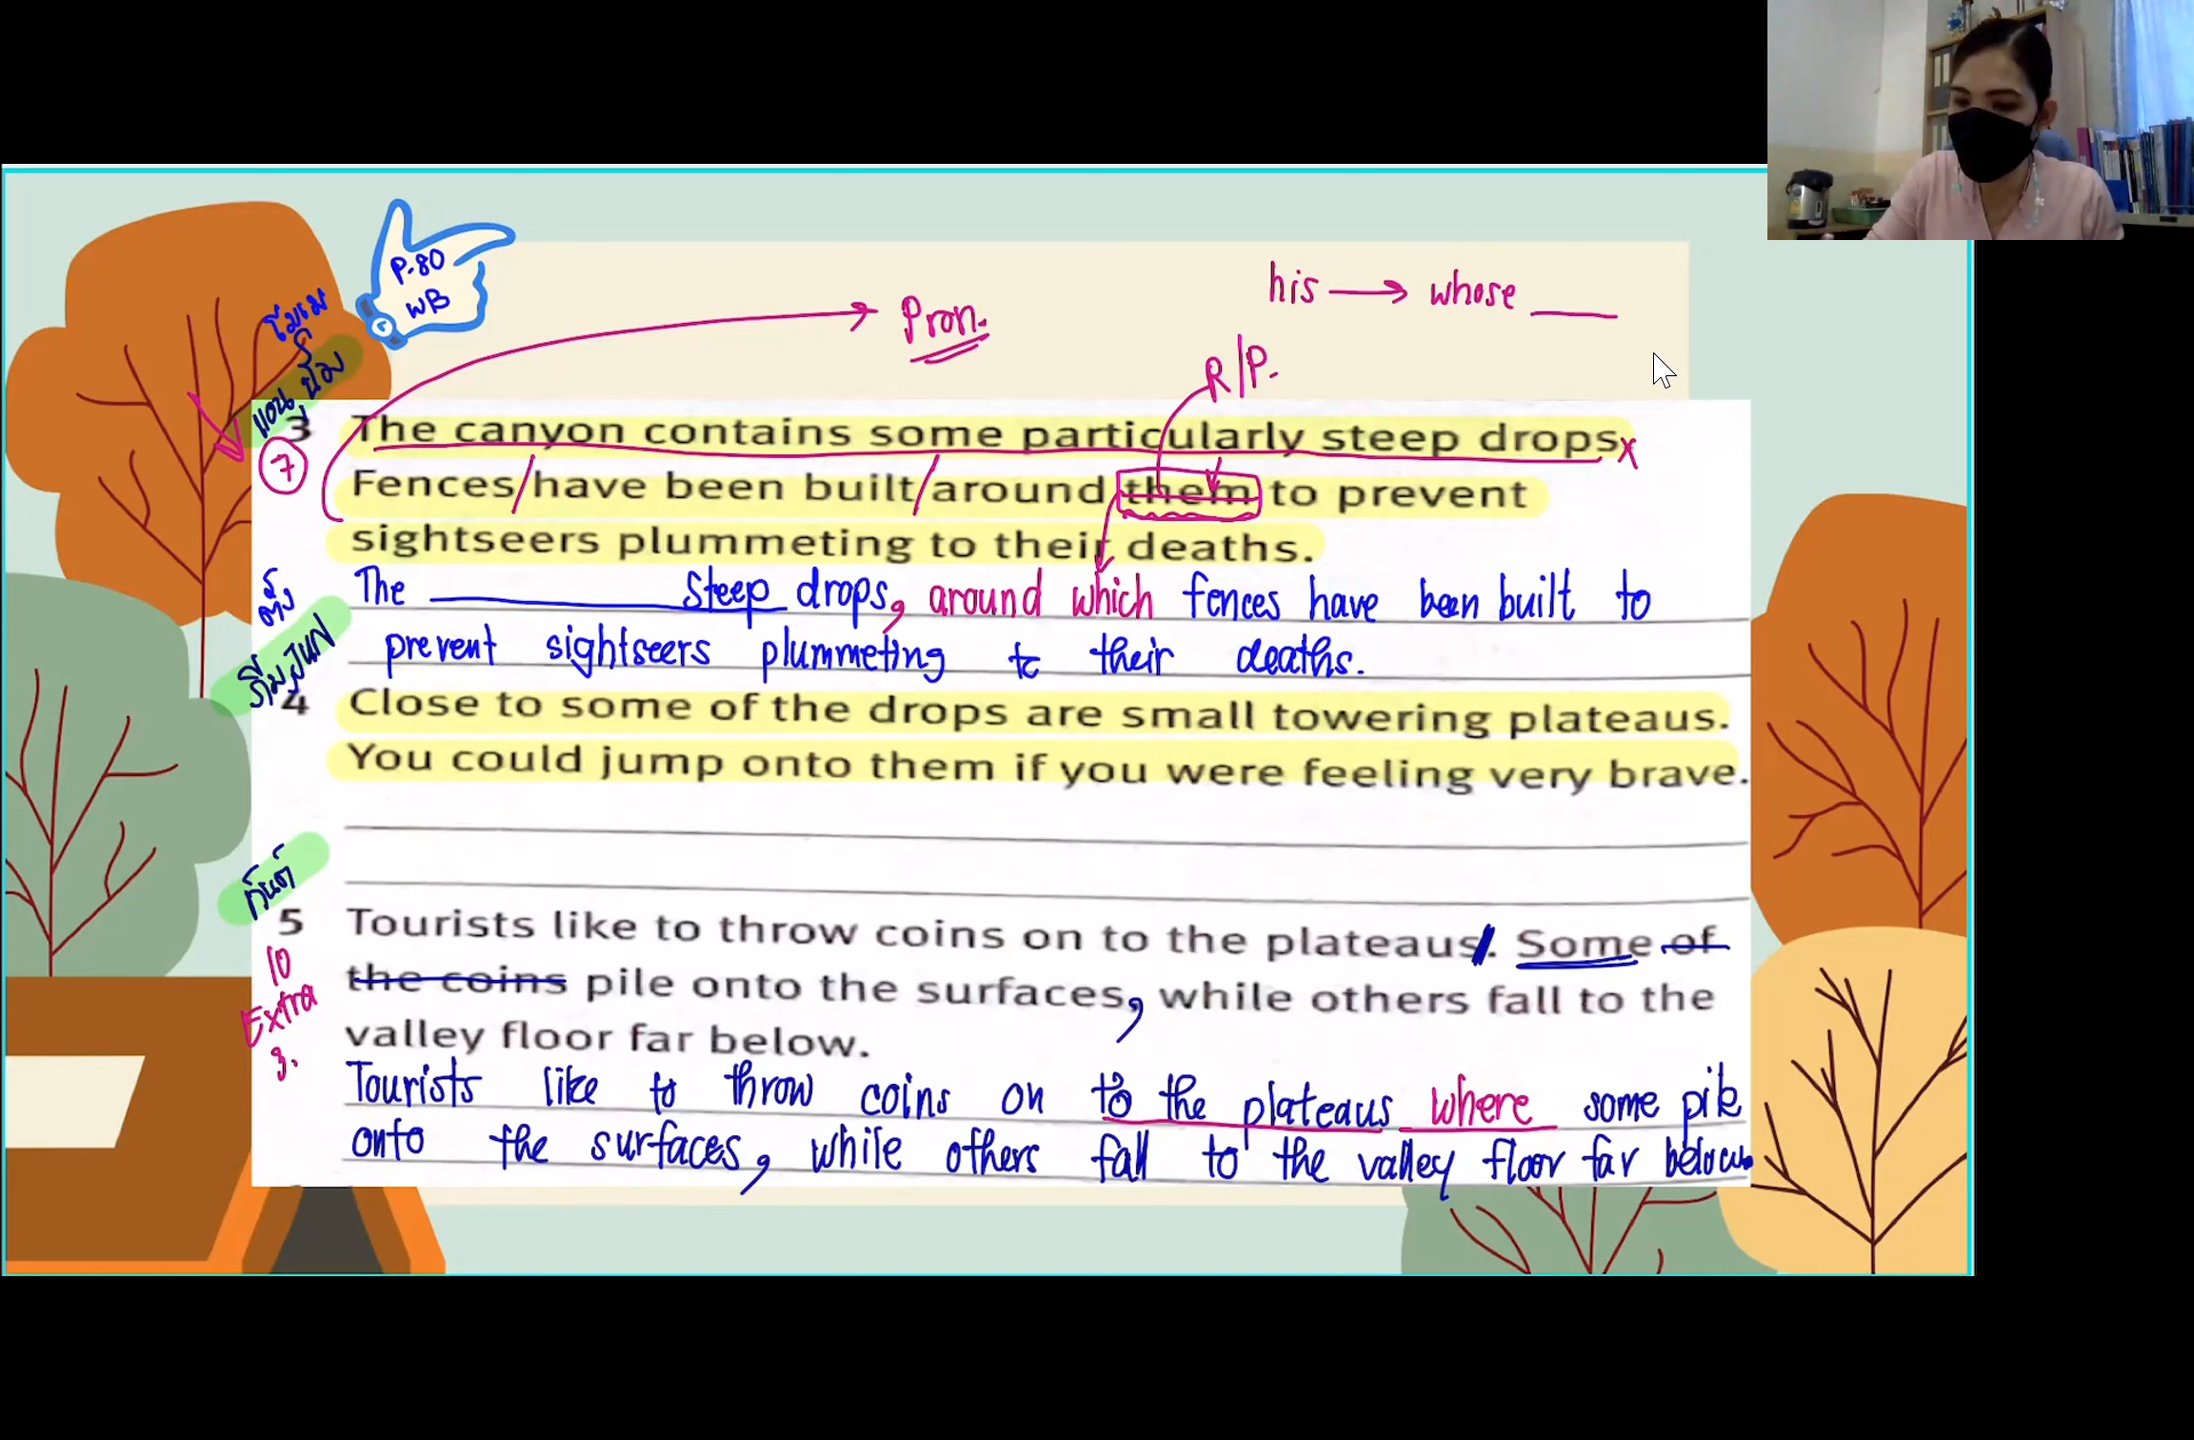 P.80
WB
his → whose ____
Pron.
R/P.
3 The canyon contains some particularly steep drops x
7 Fences/have been built/around them to prevent
sightseers plummeting to their deaths.
The ____ steep drops, around which fences have been built to
prevent sightseers plummeting to their deaths.
4 Close to some of the drops are small towering plateaus.
You could jump onto them if you were feeling very brave.
5 Tourists like to throw coins on to the plateaus. Some of
10 the coins pile onto the surfaces, while others fall to the
Extra valley floor far below.
3.
Tourists like to throw coins on to the plateaus where some pile
onto the surfaces, while others fall to the valley floor far below.